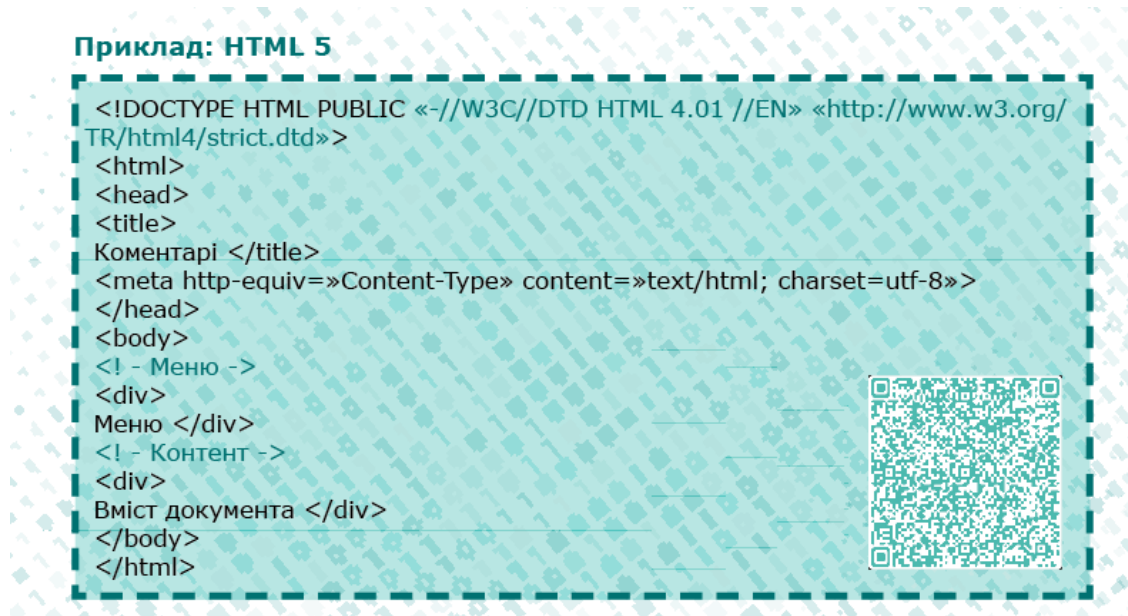 Приклад: HTML 5
<!DOCTYPE HTML PUBLIC «-//W3C//DTD HTML 4.01 //EN» «http://www.w3.org/
TR/html4/strict.dtd»>
<html>
<head>
<title>
Коментарі </title>
<meta http-equiv=»Content-Type» content=»text/html; charset=utf-8»>
</head>
<body>
<! - Меню ->
<div>
Меню </div>
<! - Контент ->
<div>
Вміст документа </div>
</body>
</html>